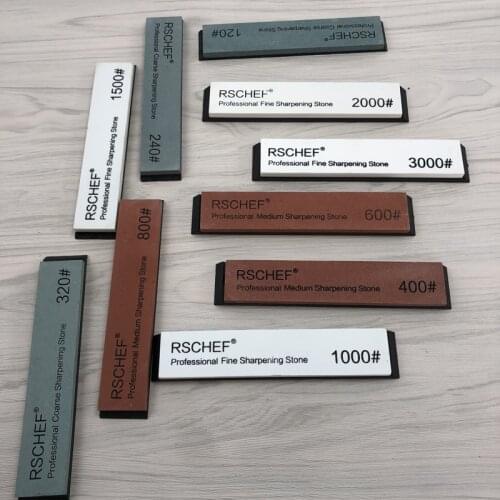 RSCHEF®
Professional Coarse Sharpening Stone
120#
RSCHEF®
Professional Coarse Sharpening Stone
240#
RSCHEF®
Professional Fine Sharpening Stone
1500#
RSCHEF®
Professional Fine Sharpening Stone
2000#
RSCHEF®
Professional Fine Sharpening Stone
3000#
RSCHEF®
Professional Medium Sharpening Stone
600#
RSCHEF®
Professional Medium Sharpening Stone
800#
RSCHEF®
Professional Medium Sharpening Stone
400#
RSCHEF®
Professional Coarse Sharpening Stone
320#
RSCHEF®
Professional Fine Sharpening Stone
1000#